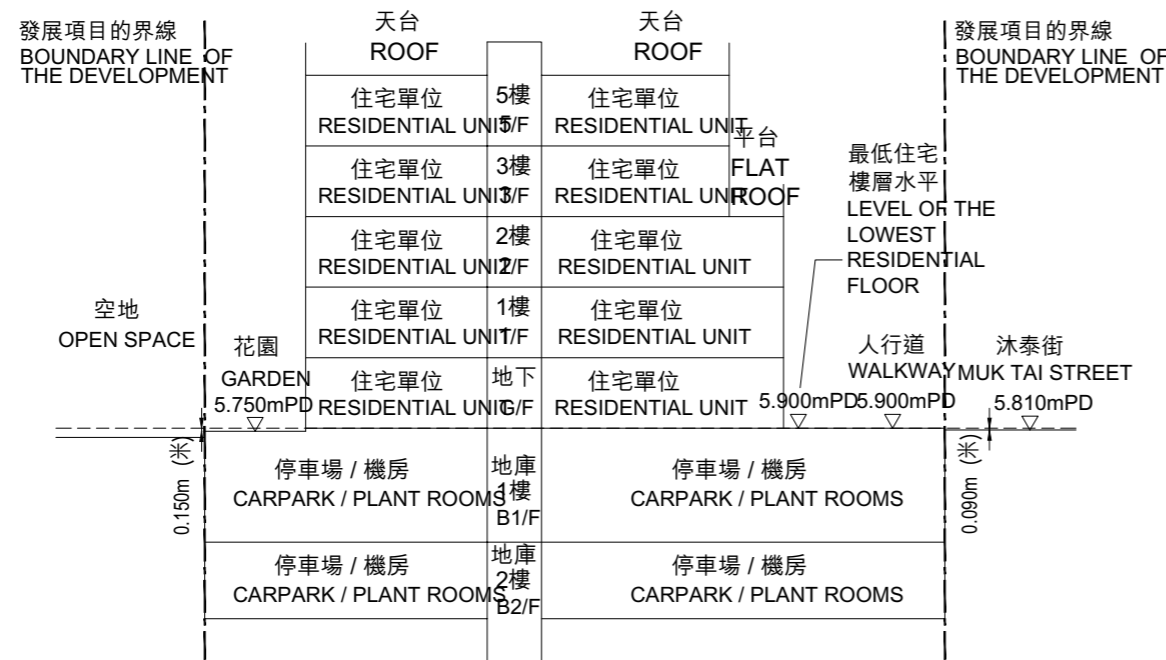 發展項目的界線
BOUNDARY LINE OF
THE DEVELOPMENT
天台
ROOF
天台
ROOF
發展項目的界線
BOUNDARY LINE OF
THE DEVELOPMENT
住宅單位
RESIDENTIAL UNIT
5樓
5/F
住宅單位
RESIDENTIAL UNIT
平台
FLAT
ROOF
住宅單位
RESIDENTIAL UNIT
3樓
3/F
住宅單位
RESIDENTIAL UNIT
最低住宅
樓層水平
LEVEL OF THE
LOWEST
RESIDENTIAL
FLOOR
住宅單位
RESIDENTIAL UNIT
2樓
2/F
住宅單位
RESIDENTIAL UNIT
空地
OPEN SPACE
住宅單位
RESIDENTIAL UNIT
1樓
1/F
住宅單位
RESIDENTIAL UNIT
花園
GARDEN
5.750mPD
住宅單位
RESIDENTIAL UNIT
地下
G/F
住宅單位
RESIDENTIAL UNIT
5.900mPD
人行道
WALKWAY
5.900mPD
沐泰街
MUK TAI STREET
5.810mPD
0.150m (米)
停車場 / 機房
CARPARK / PLANT ROOMS
地庫
1樓
B1/F
停車場 / 機房
CARPARK / PLANT ROOMS
0.090m (米)
停車場 / 機房
CARPARK / PLANT ROOMS
地庫
2樓
B2/F
停車場 / 機房
CARPARK / PLANT ROOMS